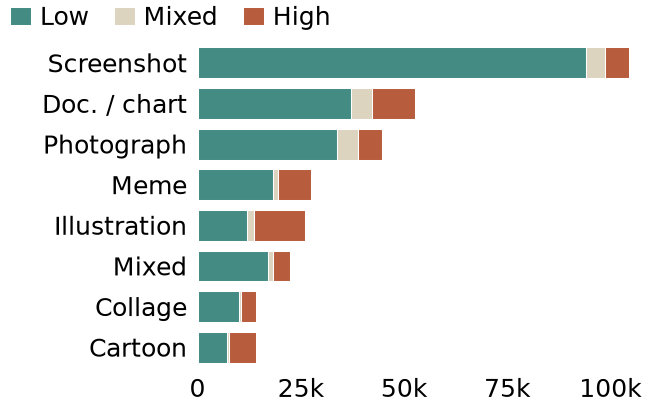 Low Mixed High
Screenshot
Doc. / chart
Photograph
Meme
Illustration
Mixed
Collage
Cartoon
0 25k 50k 75k 100k